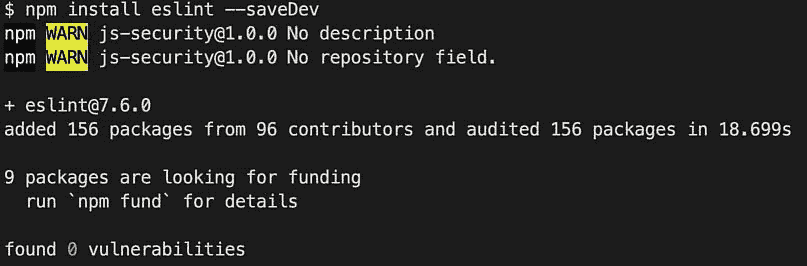 $ npm install eslint --saveDev
npm WARN js-security@1.0.0 No description
npm WARN js-security@1.0.0 No repository field.
+ eslint@7.6.0
added 156 packages from 96 contributors and audited 156 packages in 18.699s
9 packages are looking for funding
run `npm fund` for details
found 0 vulnerabilities